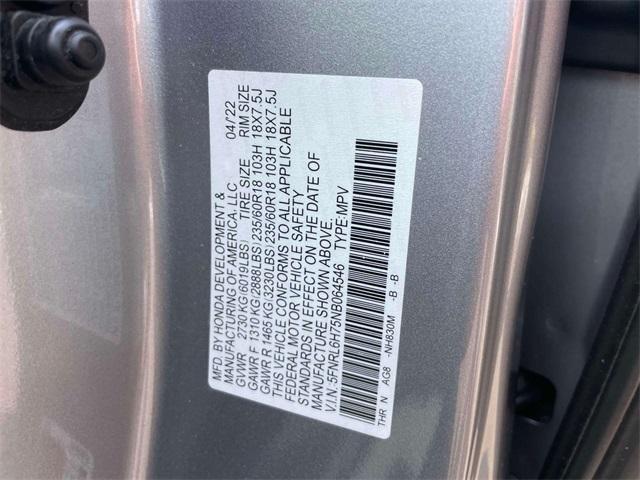 MFD. BY HONDA DEVELOPMENT &
MANUFACTURING OF AMERICA, LLC 04/'22
GVWR 2730 KG(6019LBS) TIRE SIZE RIM SIZE
GAWR F 1310 KG(2888LBS)235/60R18 103H 18X7.5J
GAWR R 1465 KG(3230LBS)235/60R18 103H 18X7.5J
THIS VEHICLE CONFORMS TO ALL APPLICABLE
FEDERAL MOTOR VEHICLE SAFETY
STANDARDS IN EFFECT ON THE DATE OF
MANUFACTURE SHOWN ABOVE.
V.I.N.:5FNRL6H75NB064546 TYPE:MPV
THR N AG8 -NH830M -B -B